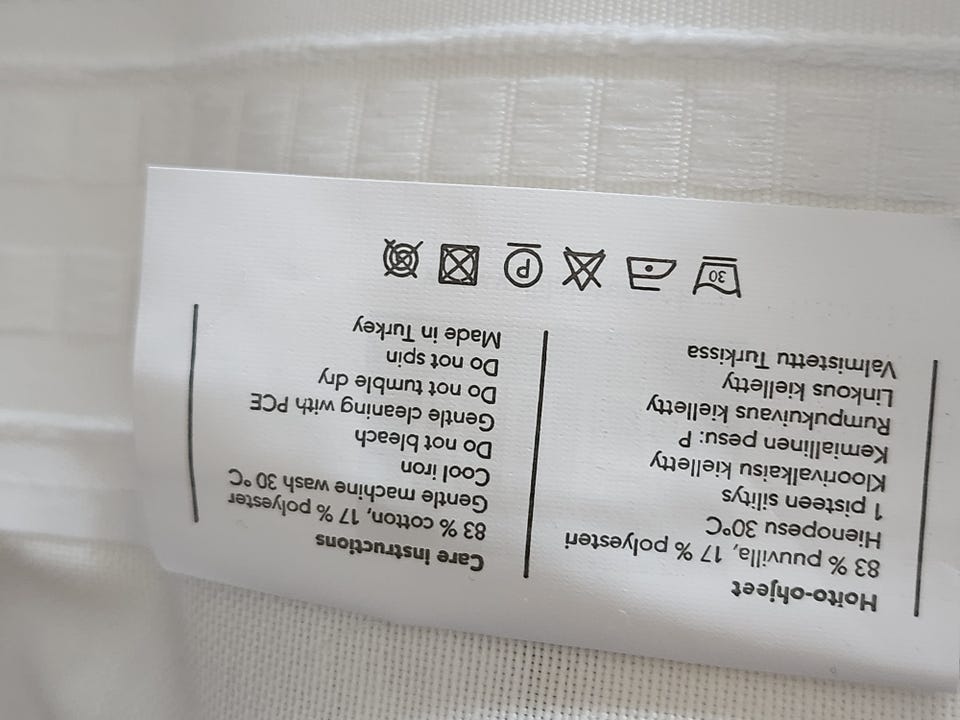 Hoito-ohjeet
83 % puuvilla, 17 % polyesteri
Hienopesu 30°C
1 pisteen silitys
Kloorivalkaisu kielletty
Kemiallinen pesu: P
Rumpukuivaus kielletty
Linkous kielletty
Valmistettu Turkissa
Care instructions
83 % cotton, 17 % polyester
Gentle machine wash 30 °C
Cool iron
Do not bleach
Gentle cleaning with PCE
Do not tumble dry
Do not spin
Made in Turkey
30 P